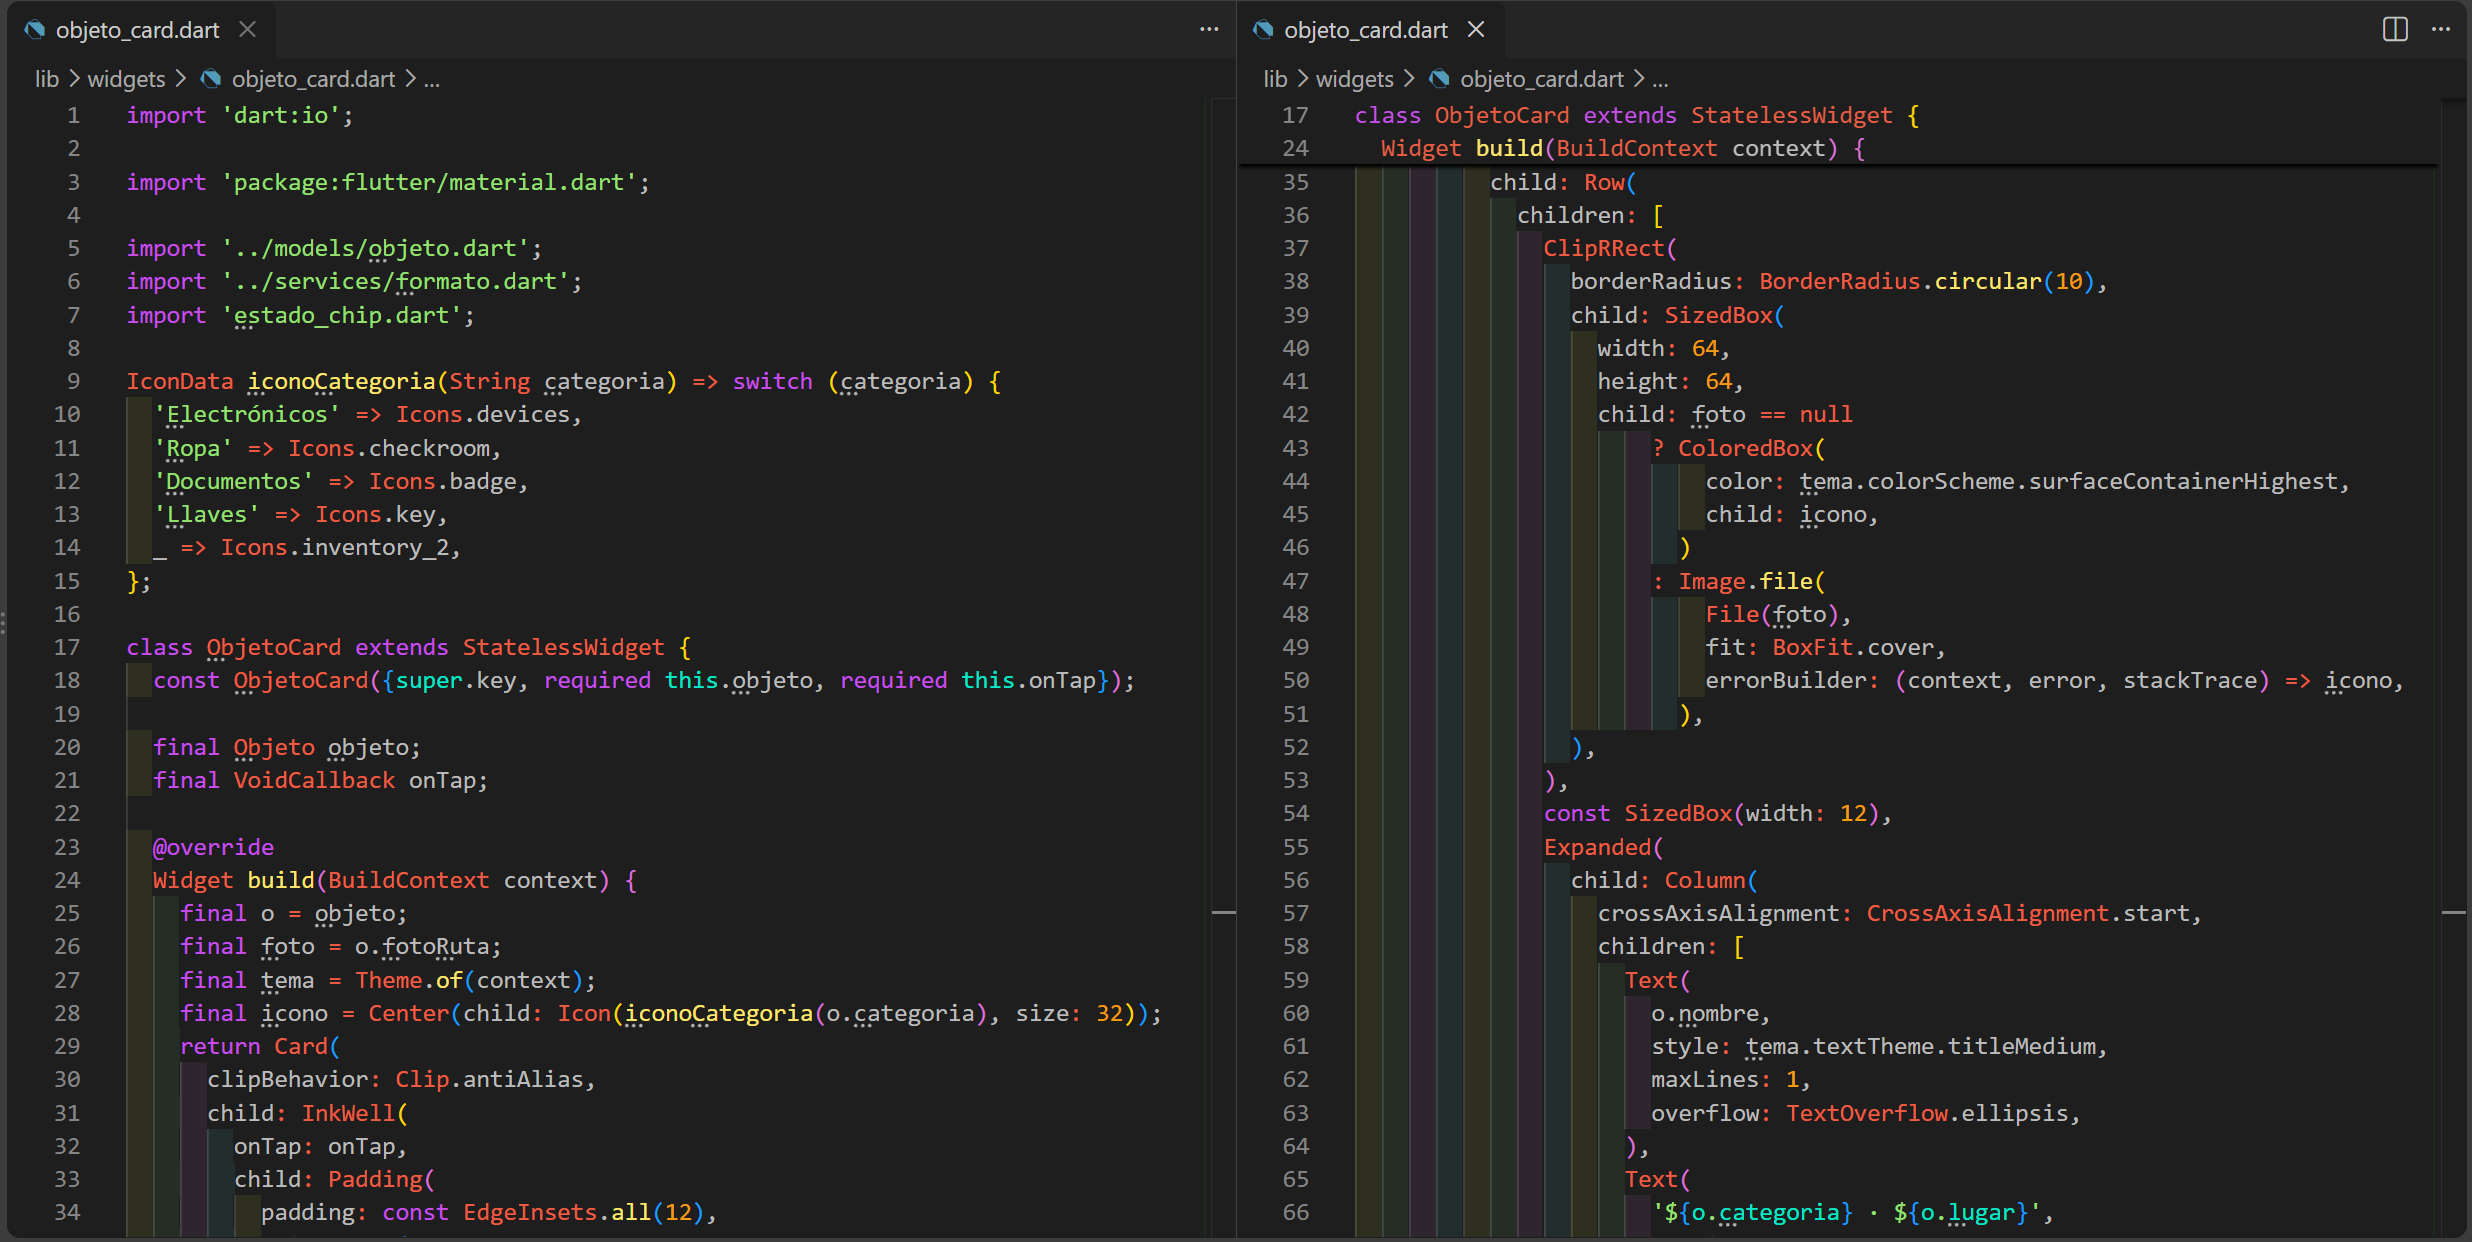 objeto_card.dart
lib > widgets > objeto_card.dart > ...
1 import 'dart:io';
2
3 import 'package:flutter/material.dart';
4
5 import '../models/objeto.dart';
6 import '../services/formato.dart';
7 import 'estado_chip.dart';
8
9 IconData iconoCategoria(String categoria) => switch (categoria) {
10   'Electrónicos' => Icons.devices,
11   'Ropa' => Icons.checkroom,
12   'Documentos' => Icons.badge,
13   'Llaves' => Icons.key,
14   _ => Icons.inventory_2,
15 };
16
17 class ObjetoCard extends StatelessWidget {
18   const ObjetoCard({super.key, required this.objeto, required this.onTap});
19
20   final Objeto objeto;
21   final VoidCallback onTap;
22
23   @override
24   Widget build(BuildContext context) {
25     final o = objeto;
26     final foto = o.fotoRuta;
27     final tema = Theme.of(context);
28     final icono = Center(child: Icon(iconoCategoria(o.categoria), size: 32));
29     return Card(
30       clipBehavior: Clip.antiAlias,
31       child: InkWell(
32         onTap: onTap,
33         child: Padding(
34           padding: const EdgeInsets.all(12),
objeto_card.dart
lib > widgets > objeto_card.dart > ...
17 class ObjetoCard extends StatelessWidget {
24   Widget build(BuildContext context) {
35           child: Row(
36             children: [
37               ClipRRect(
38                 borderRadius: BorderRadius.circular(10),
39                 child: SizedBox(
40                   width: 64,
41                   height: 64,
42                   child: foto == null
43                       ? ColoredBox(
44                           color: tema.colorScheme.surfaceContainerHighest,
45                           child: icono,
46                         )
47                       : Image.file(
48                           File(foto),
49                           fit: BoxFit.cover,
50                           errorBuilder: (context, error, stackTrace) => icono,
51                         ),
52                 ),
53               ),
54               const SizedBox(width: 12),
55               Expanded(
56                 child: Column(
57                   crossAxisAlignment: CrossAxisAlignment.start,
58                   children: [
59                     Text(
60                       o.nombre,
61                       style: tema.textTheme.titleMedium,
62                       maxLines: 1,
63                       overflow: TextOverflow.ellipsis,
64                     ),
65                     Text(
66                       '${o.categoria} · ${o.lugar}',